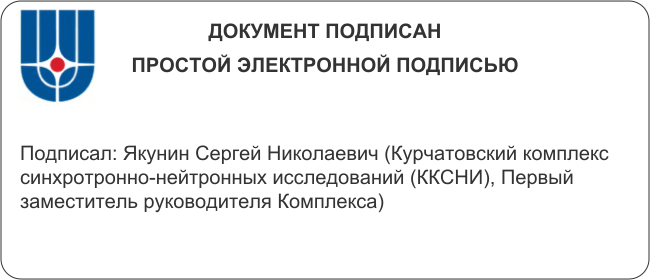 ДОКУМЕНТ ПОДПИСАН
ПРОСТОЙ ЭЛЕКТРОННОЙ ПОДПИСЬЮ
Подписал: Якунин Сергей Николаевич (Курчатовский комплекс
синхротронно-нейтронных исследований (ККСНИ), Первый
заместитель руководителя Комплекса)